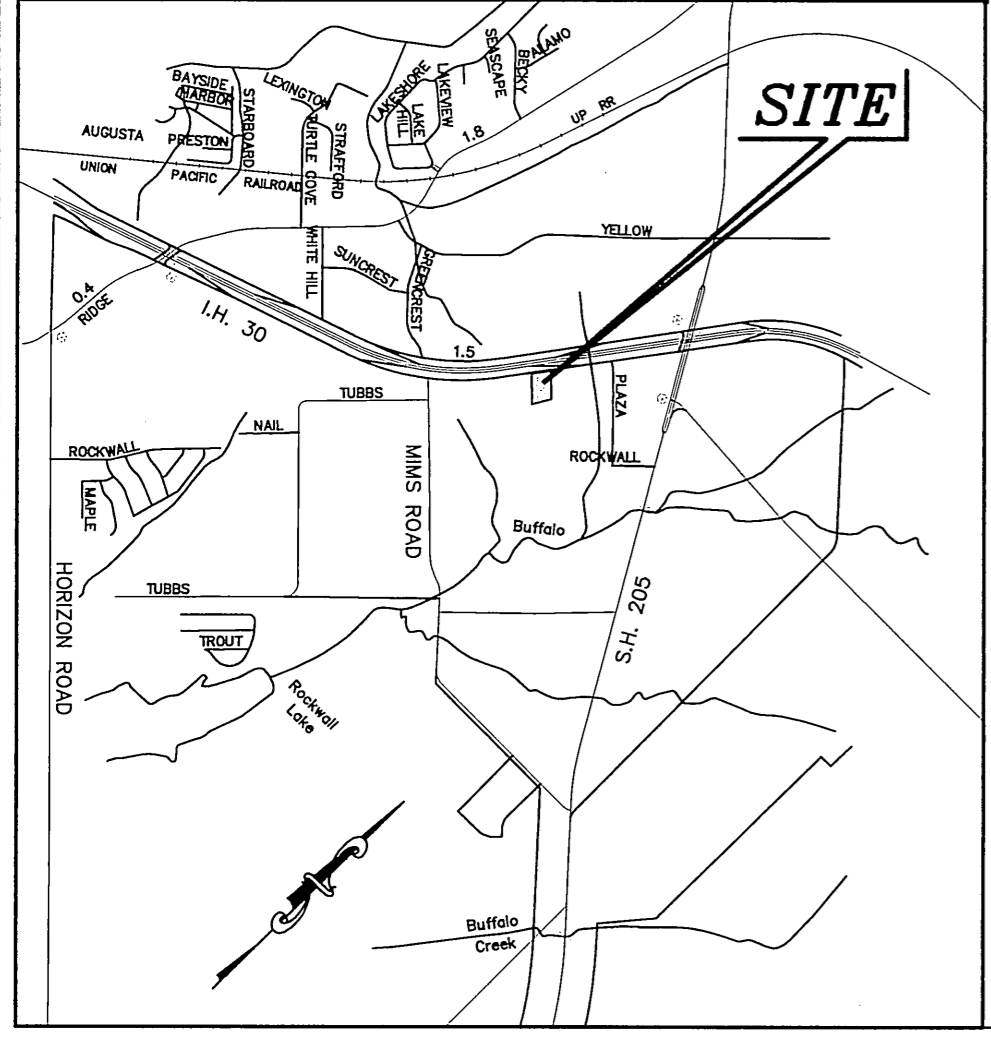 SEASCAPE
BECKY
ALAMO
BAYSIDE
HARBOR
LEXINGTON
LAKESHORE
LAKEVIEW
LAKE
HILL
STARBOARD
TURTLE COVE
STRAFFORD
AUGUSTA
PRESTON
1.8
UP RR
SITE
UNION
PACIFIC
RAILROAD
WHITE HILL
SUNCREST
GREENCREST
YELLOW
0.4
RIDGE
I.H. 30
1.5
TUBBS
PLAZA
NAIL
ROCKWALL
MAPLE
MIMS ROAD
ROCKWALL
Buffalo
TUBBS
HORIZON ROAD
TROUT
S.H. 205
Rockwall
Lake
Buffalo
Creek